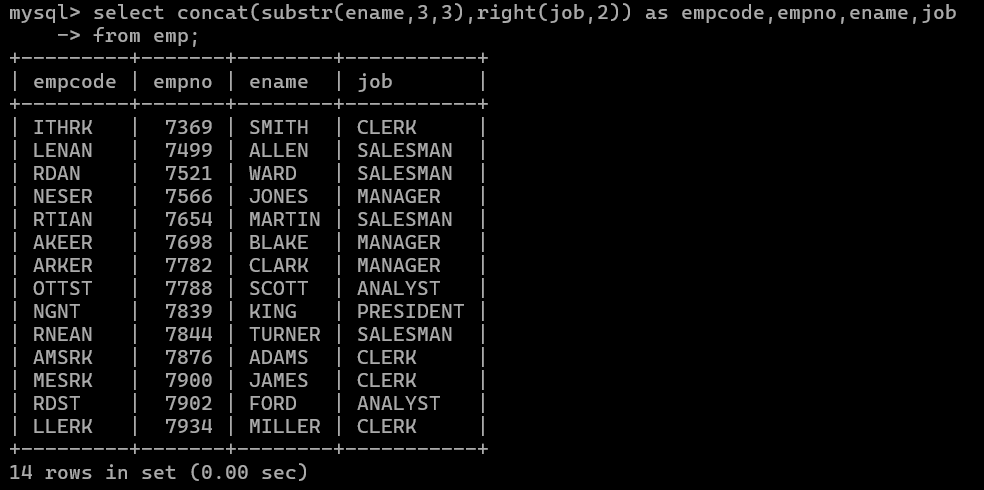 mysql> select concat(substr(ename,3,3),right(job,2)) as empcode,empno,ename,job
    -> from emp;
+---------+-------+--------+-----------+
| empcode | empno | ename  | job       |
+---------+-------+--------+-----------+
| ITHRK   |  7369 | SMITH  | CLERK     |
| LENAN   |  7499 | ALLEN  | SALESMAN  |
| RDAN    |  7521 | WARD   | SALESMAN  |
| NESER   |  7566 | JONES  | MANAGER   |
| RTIAN   |  7654 | MARTIN | SALESMAN  |
| AKEER   |  7698 | BLAKE  | MANAGER   |
| ARKER   |  7782 | CLARK  | MANAGER   |
| OTTST   |  7788 | SCOTT  | ANALYST   |
| NGNT    |  7839 | KING   | PRESIDENT |
| RNEAN   |  7844 | TURNER | SALESMAN  |
| AMSRK   |  7876 | ADAMS  | CLERK     |
| MESRK   |  7900 | JAMES  | CLERK     |
| RDST    |  7902 | FORD   | ANALYST   |
| LLERK   |  7934 | MILLER | CLERK     |
+---------+-------+--------+-----------+
14 rows in set (0.00 sec)